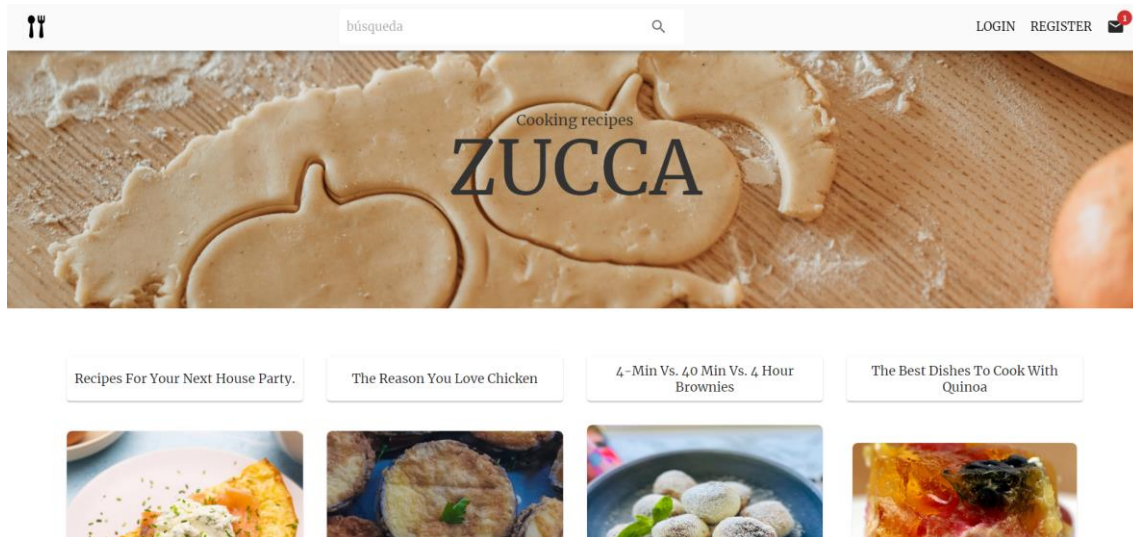 búsqueda
LOGIN REGISTER
1
Cooking recipes
ZUCCA
Recipes For Your Next House Party.
The Reason You Love Chicken
4-Min Vs. 40 Min Vs. 4 Hour
Brownies
The Best Dishes To Cook With
Quinoa